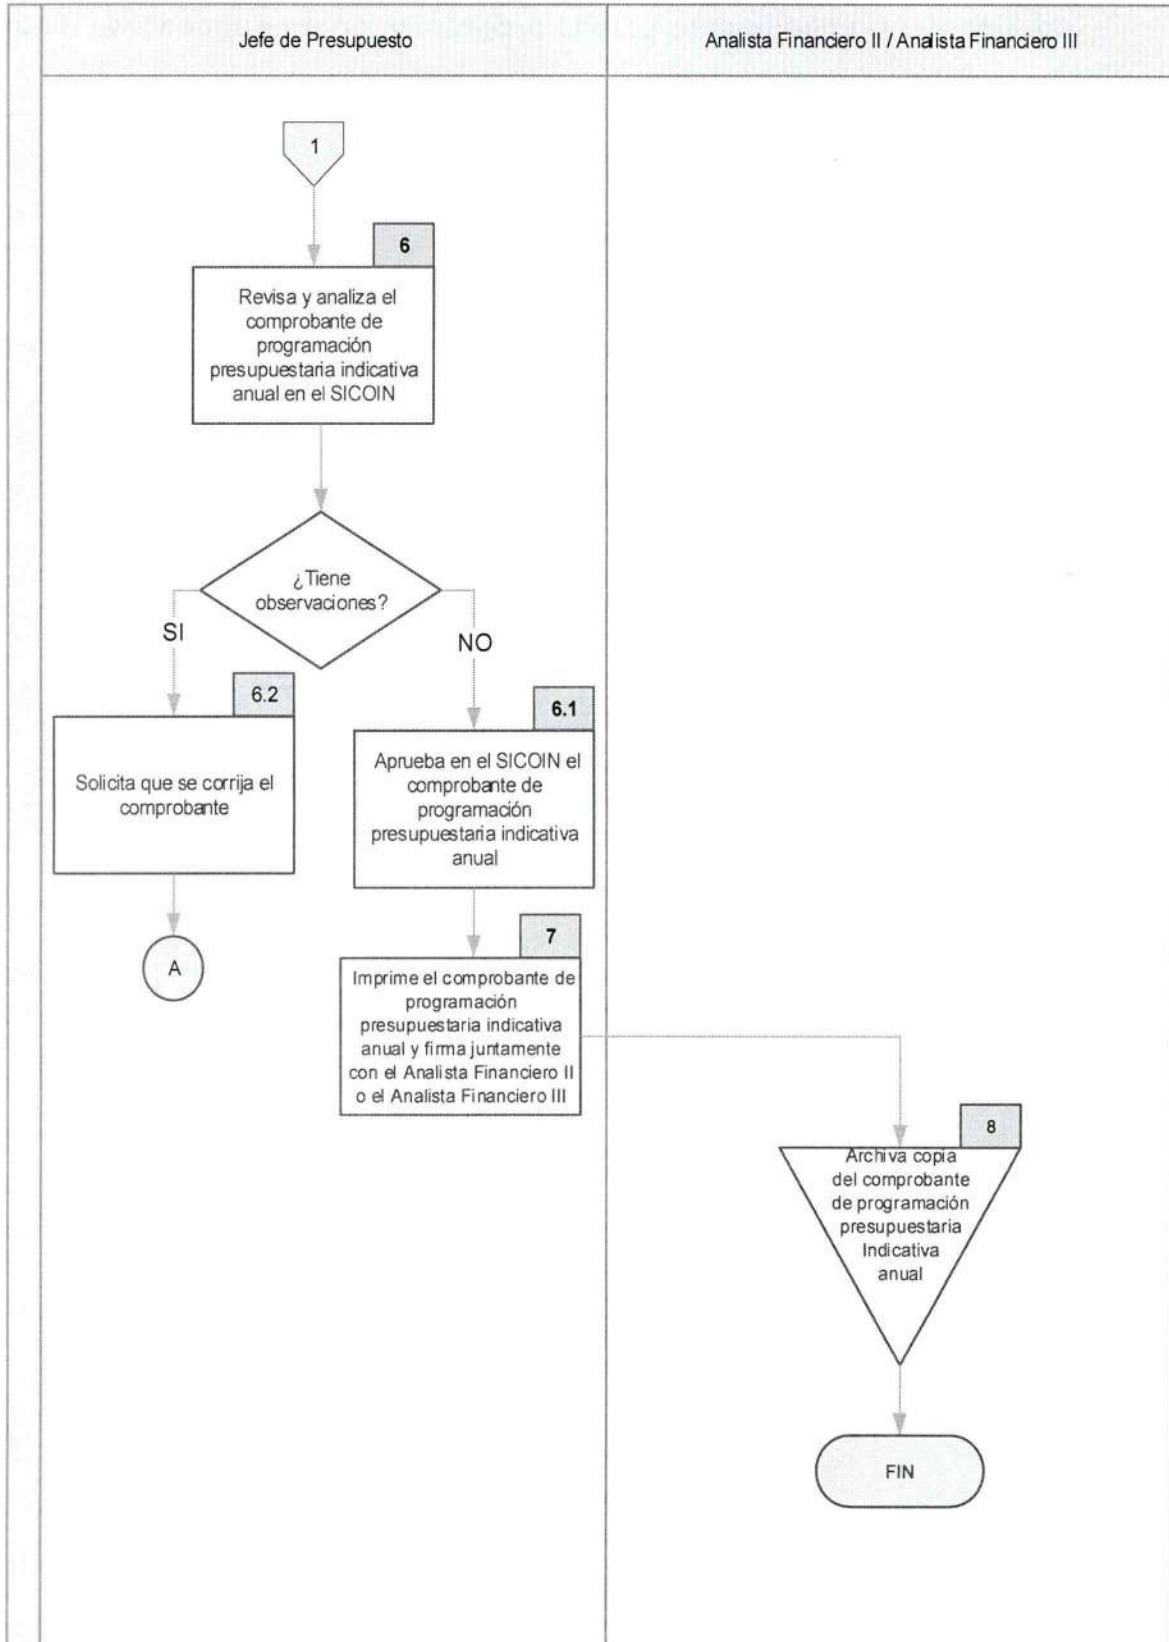 Jefe de Presupuesto
Analista Financiero II / Analista Financiero III
1
6
Revisa y analiza el
comprobante de
programación
presupuestaria indicativa
anual en el SICOIN
¿Tiene
observaciones?
SI
NO
6.2
Solicita que se corrija el
comprobante
A
6.1
Aprueba en el SICOIN el
comprobante de
programación
presupuestaria indicativa
anual
7
Imprime el comprobante de
programación
presupuestaria indicativa
anual y firma juntamente
con el Analista Financiero II
o el Analista Financiero III
8
Archiva copia
del comprobante
de programación
presupuestaria
Indicativa
anual
FIN